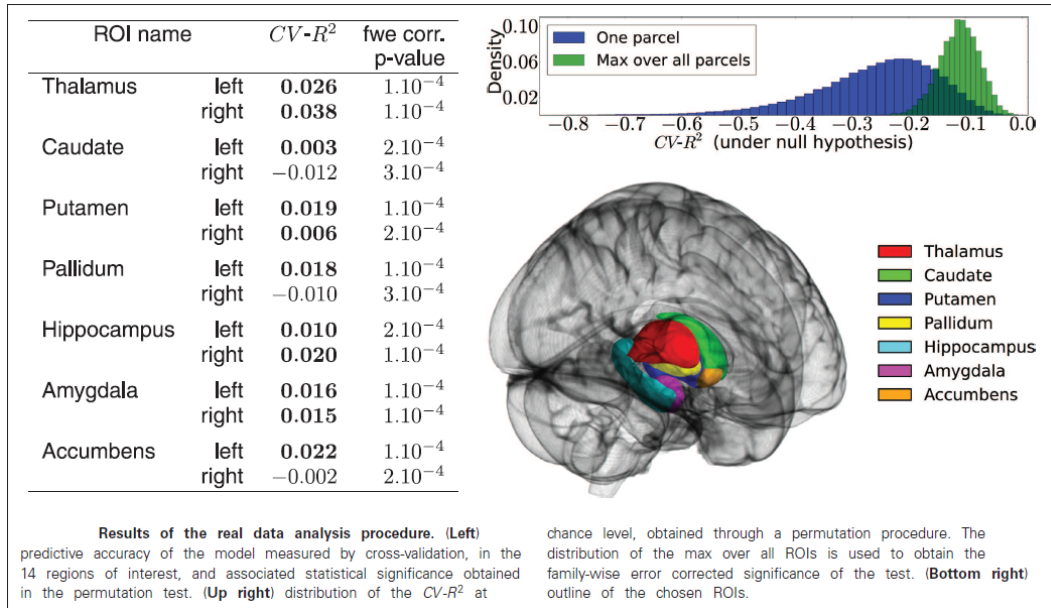 ROI name CV-R² fwe corr.
p-value
Thalamus left 0.026 1.10⁻⁴
right 0.038 1.10⁻⁴
Caudate left 0.003 2.10⁻⁴
right −0.012 3.10⁻⁴
Putamen left 0.019 1.10⁻⁴
right 0.006 2.10⁻⁴
Pallidum left 0.018 1.10⁻⁴
right −0.010 3.10⁻⁴
Hippocampus left 0.010 2.10⁻⁴
right 0.020 1.10⁻⁴
Amygdala left 0.016 1.10⁻⁴
right 0.015 1.10⁻⁴
Accumbens left 0.022 1.10⁻⁴
right −0.002 2.10⁻⁴
Density
0.10
0.06
0.02
One parcel
Max over all parcels
−0.8 −0.7 −0.6 −0.5 −0.4 −0.3 −0.2 −0.1 0.0
CV-R² (under null hypothesis)
Thalamus
Caudate
Putamen
Pallidum
Hippocampus
Amygdala
Accumbens
Results of the real data analysis procedure. (Left)
predictive accuracy of the model measured by cross-validation, in the
14 regions of interest, and associated statistical significance obtained
in the permutation test. (Up right) distribution of the CV-R² at
chance level, obtained through a permutation procedure. The
distribution of the max over all ROIs is used to obtain the
family-wise error corrected significance of the test. (Bottom right)
outline of the chosen ROIs.